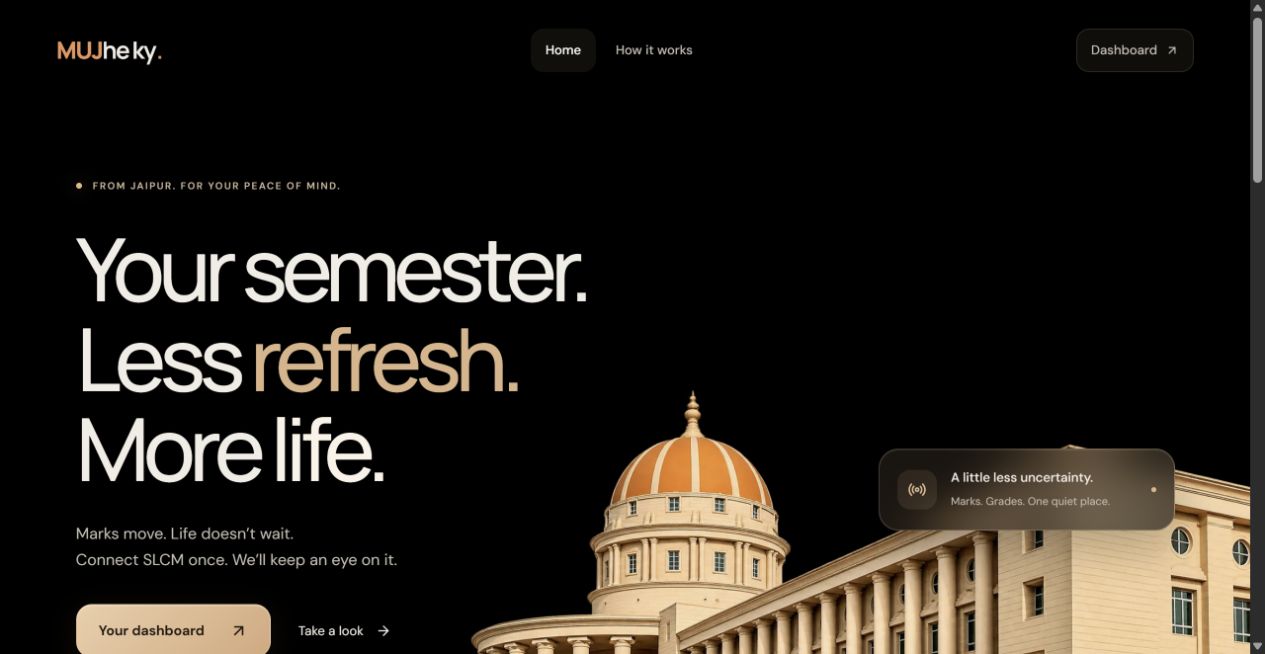 MUJhe ky.
Home
How it works
Dashboard
FROM JAIPUR. FOR YOUR PEACE OF MIND.
Your semester.
Less refresh.
More life.
A little less uncertainty.
Marks. Grades. One quiet place.
Marks move. Life doesn’t wait.
Connect SLCM once. We’ll keep an eye on it.
Your dashboard
Take a look